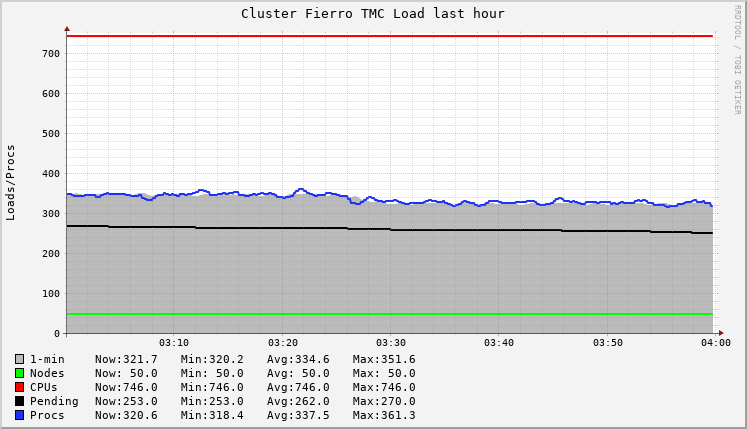 Cluster Fierro TMC Load last hour
RRDTOOL / TOBI OETIKER
Loads/Procs
700
600
500
400
300
200
100
0
03:10 03:20 03:30 03:40 03:50 04:00
1-min Now:321.7 Min:320.2 Avg:334.6 Max:351.6
Nodes Now: 50.0 Min: 50.0 Avg: 50.0 Max: 50.0
CPUs Now:746.0 Min:746.0 Avg:746.0 Max:746.0
Pending Now:253.0 Min:253.0 Avg:262.0 Max:270.0
Procs Now:320.6 Min:318.4 Avg:337.5 Max:361.3